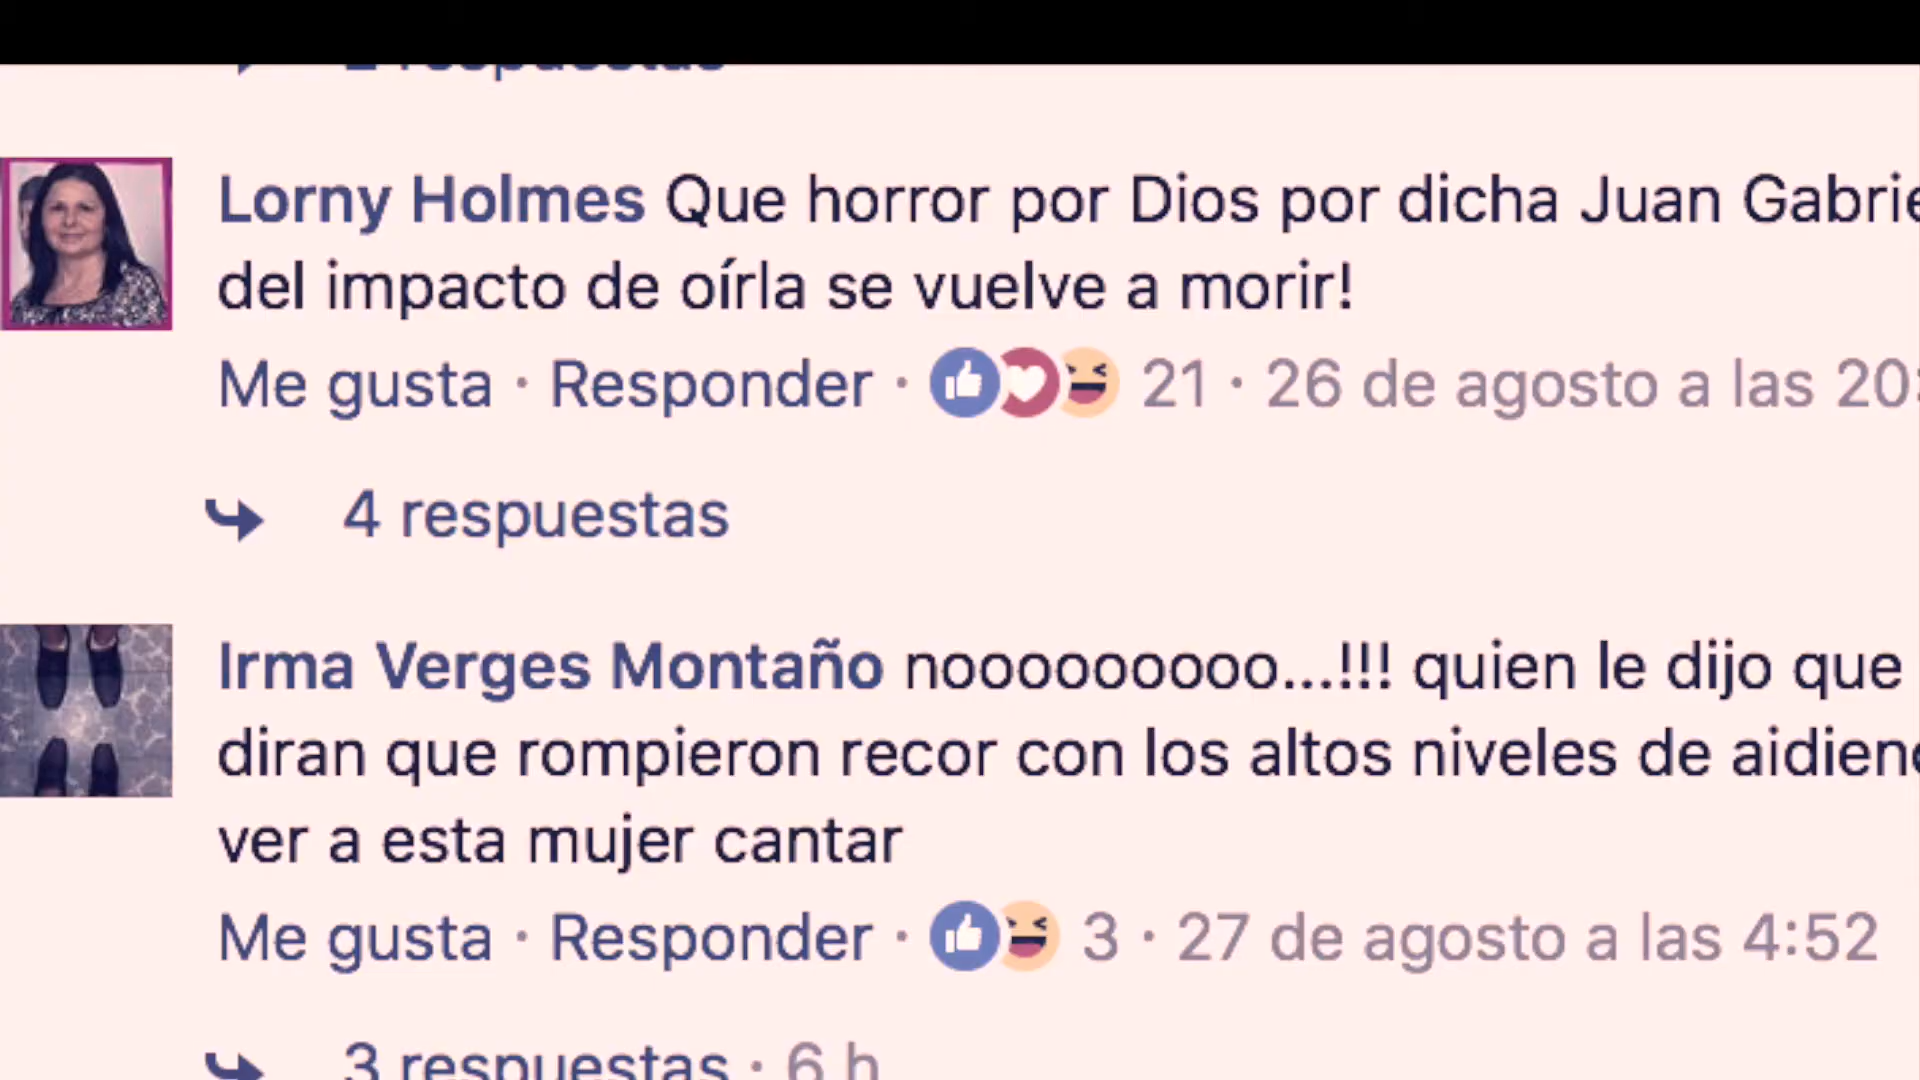 respuestas
Lorny Holmes Que horror por Dios por dicha Juan
del impacto de oírla se vuelve a morir!
Me gusta · Responder · 21 · 26 de agosto a las 20:
4 respuestas
Irma Verges Montaño nooooooooo...!!! quien le dijo que
diran que rompieron recor con los altos niveles de
ver a esta mujer cantar
Me gusta · Responder · 3 · 27 de agosto a las 4:52
3 respuestas · 6 h